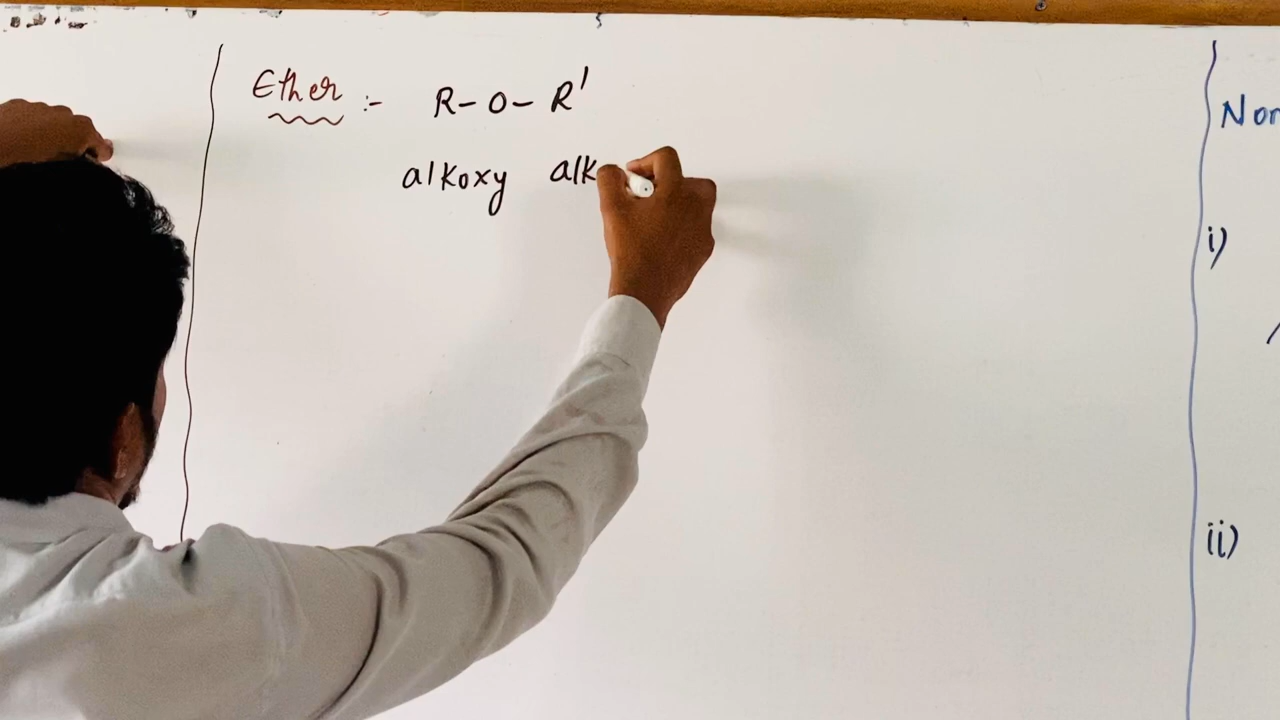 Ether :- R-O-R'
alkoxy alk
Nor
i)
ii)